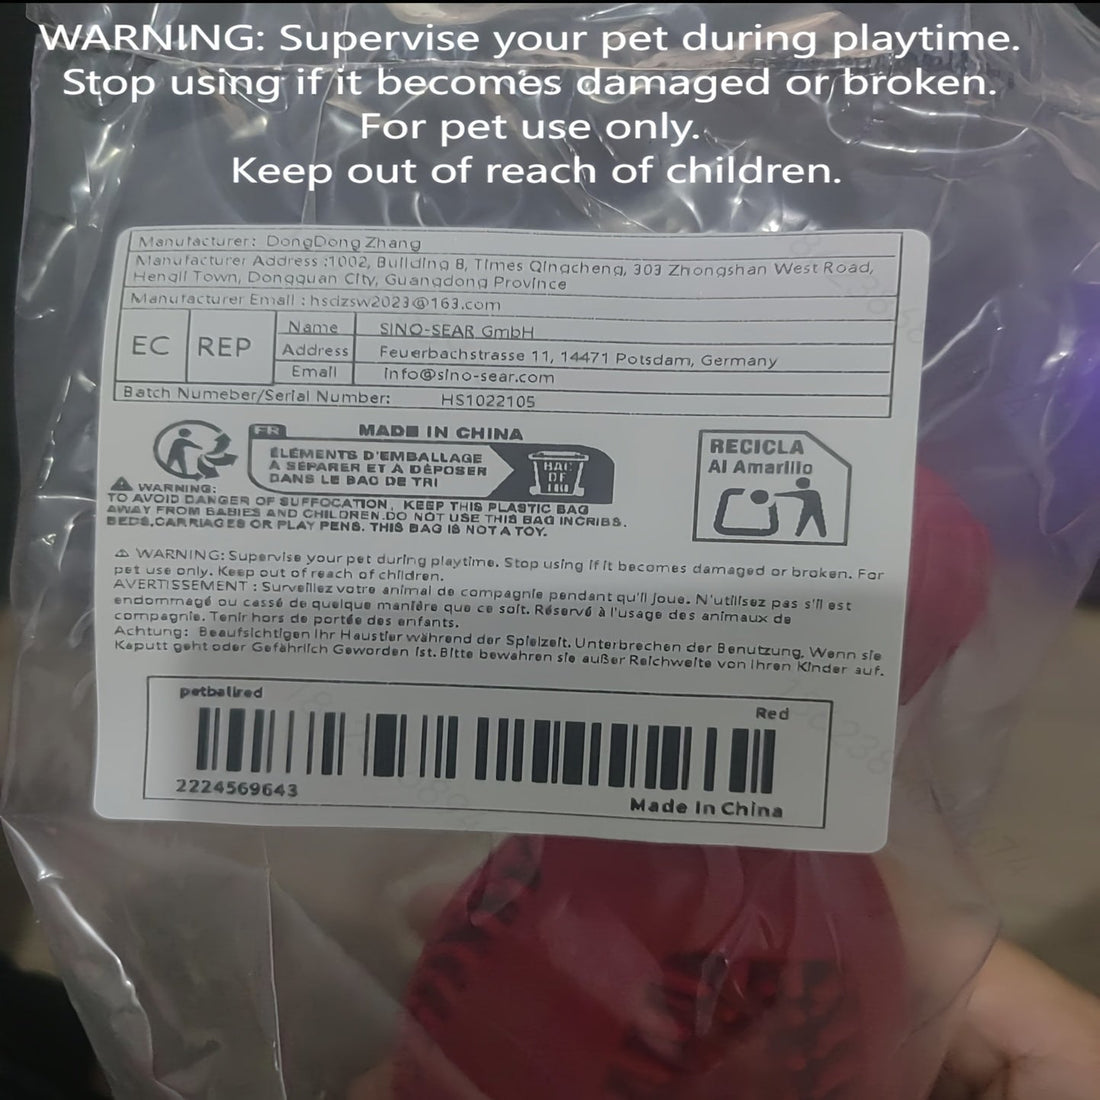 WARNING: Supervise your pet during playtime.
Stop using if it becomes damaged or broken.
For pet use only.
Keep out of reach of children.
Manufacturer: DongDong Zhang
Manufacturer Address :1002, Building B, Times Qingcheng, 303 Zhongshan West Road,
Hengli Town, Dongguan City, Guangdong Province
Manufacturer Email : hsdzsw2023@163.com
EC REP
Name SINO-SEAR GmbH
Address Feuerbachstrasse 11, 14471 Potsdam, Germany
Email info@sino-sear.com
Batch Numeber/Serial Number: HS1022105
FR MADE IN CHINA
ÉLÉMENTS D'EMBALLAGE
À SÉPARER ET À DÉPOSER
DANS LE BAC DE TRI
BAC
DE
TRI
RECICLA
Al Amarillo
⚠ WARNING:
TO AVOID DANGER OF SUFFOCATION, KEEP THIS PLASTIC BAG
AWAY FROM BABIES AND CHILDREN.DO NOT USE THIS BAG IN CRIBS.
BEDS,CARRIAGES OR PLAY PENS. THIS BAG IS NOT A TOY.
⚠ WARNING: Supervise your pet during playtime. Stop using if it becomes damaged or broken. For
pet use only. Keep out of reach of children.
AVERTISSEMENT : Surveillez votre animal de compagnie pendant qu'il joue. N'utilisez pas s'il est
endommagé ou cassé de quelque manière que ce soit. Réservé à l'usage des animaux de
compagnie. Tenir hors de portée des enfants.
Achtung: Beaufsichtigen Ihr Haustier während der Spielzeit. Unterbrechen der Benutzung, Wenn sie
Kaputt geht oder Gefährlich Geworden ist. Bitte bewahren sie außer Reichweite von Ihren Kinder auf.
petballred
Red
2224569643
Made In China